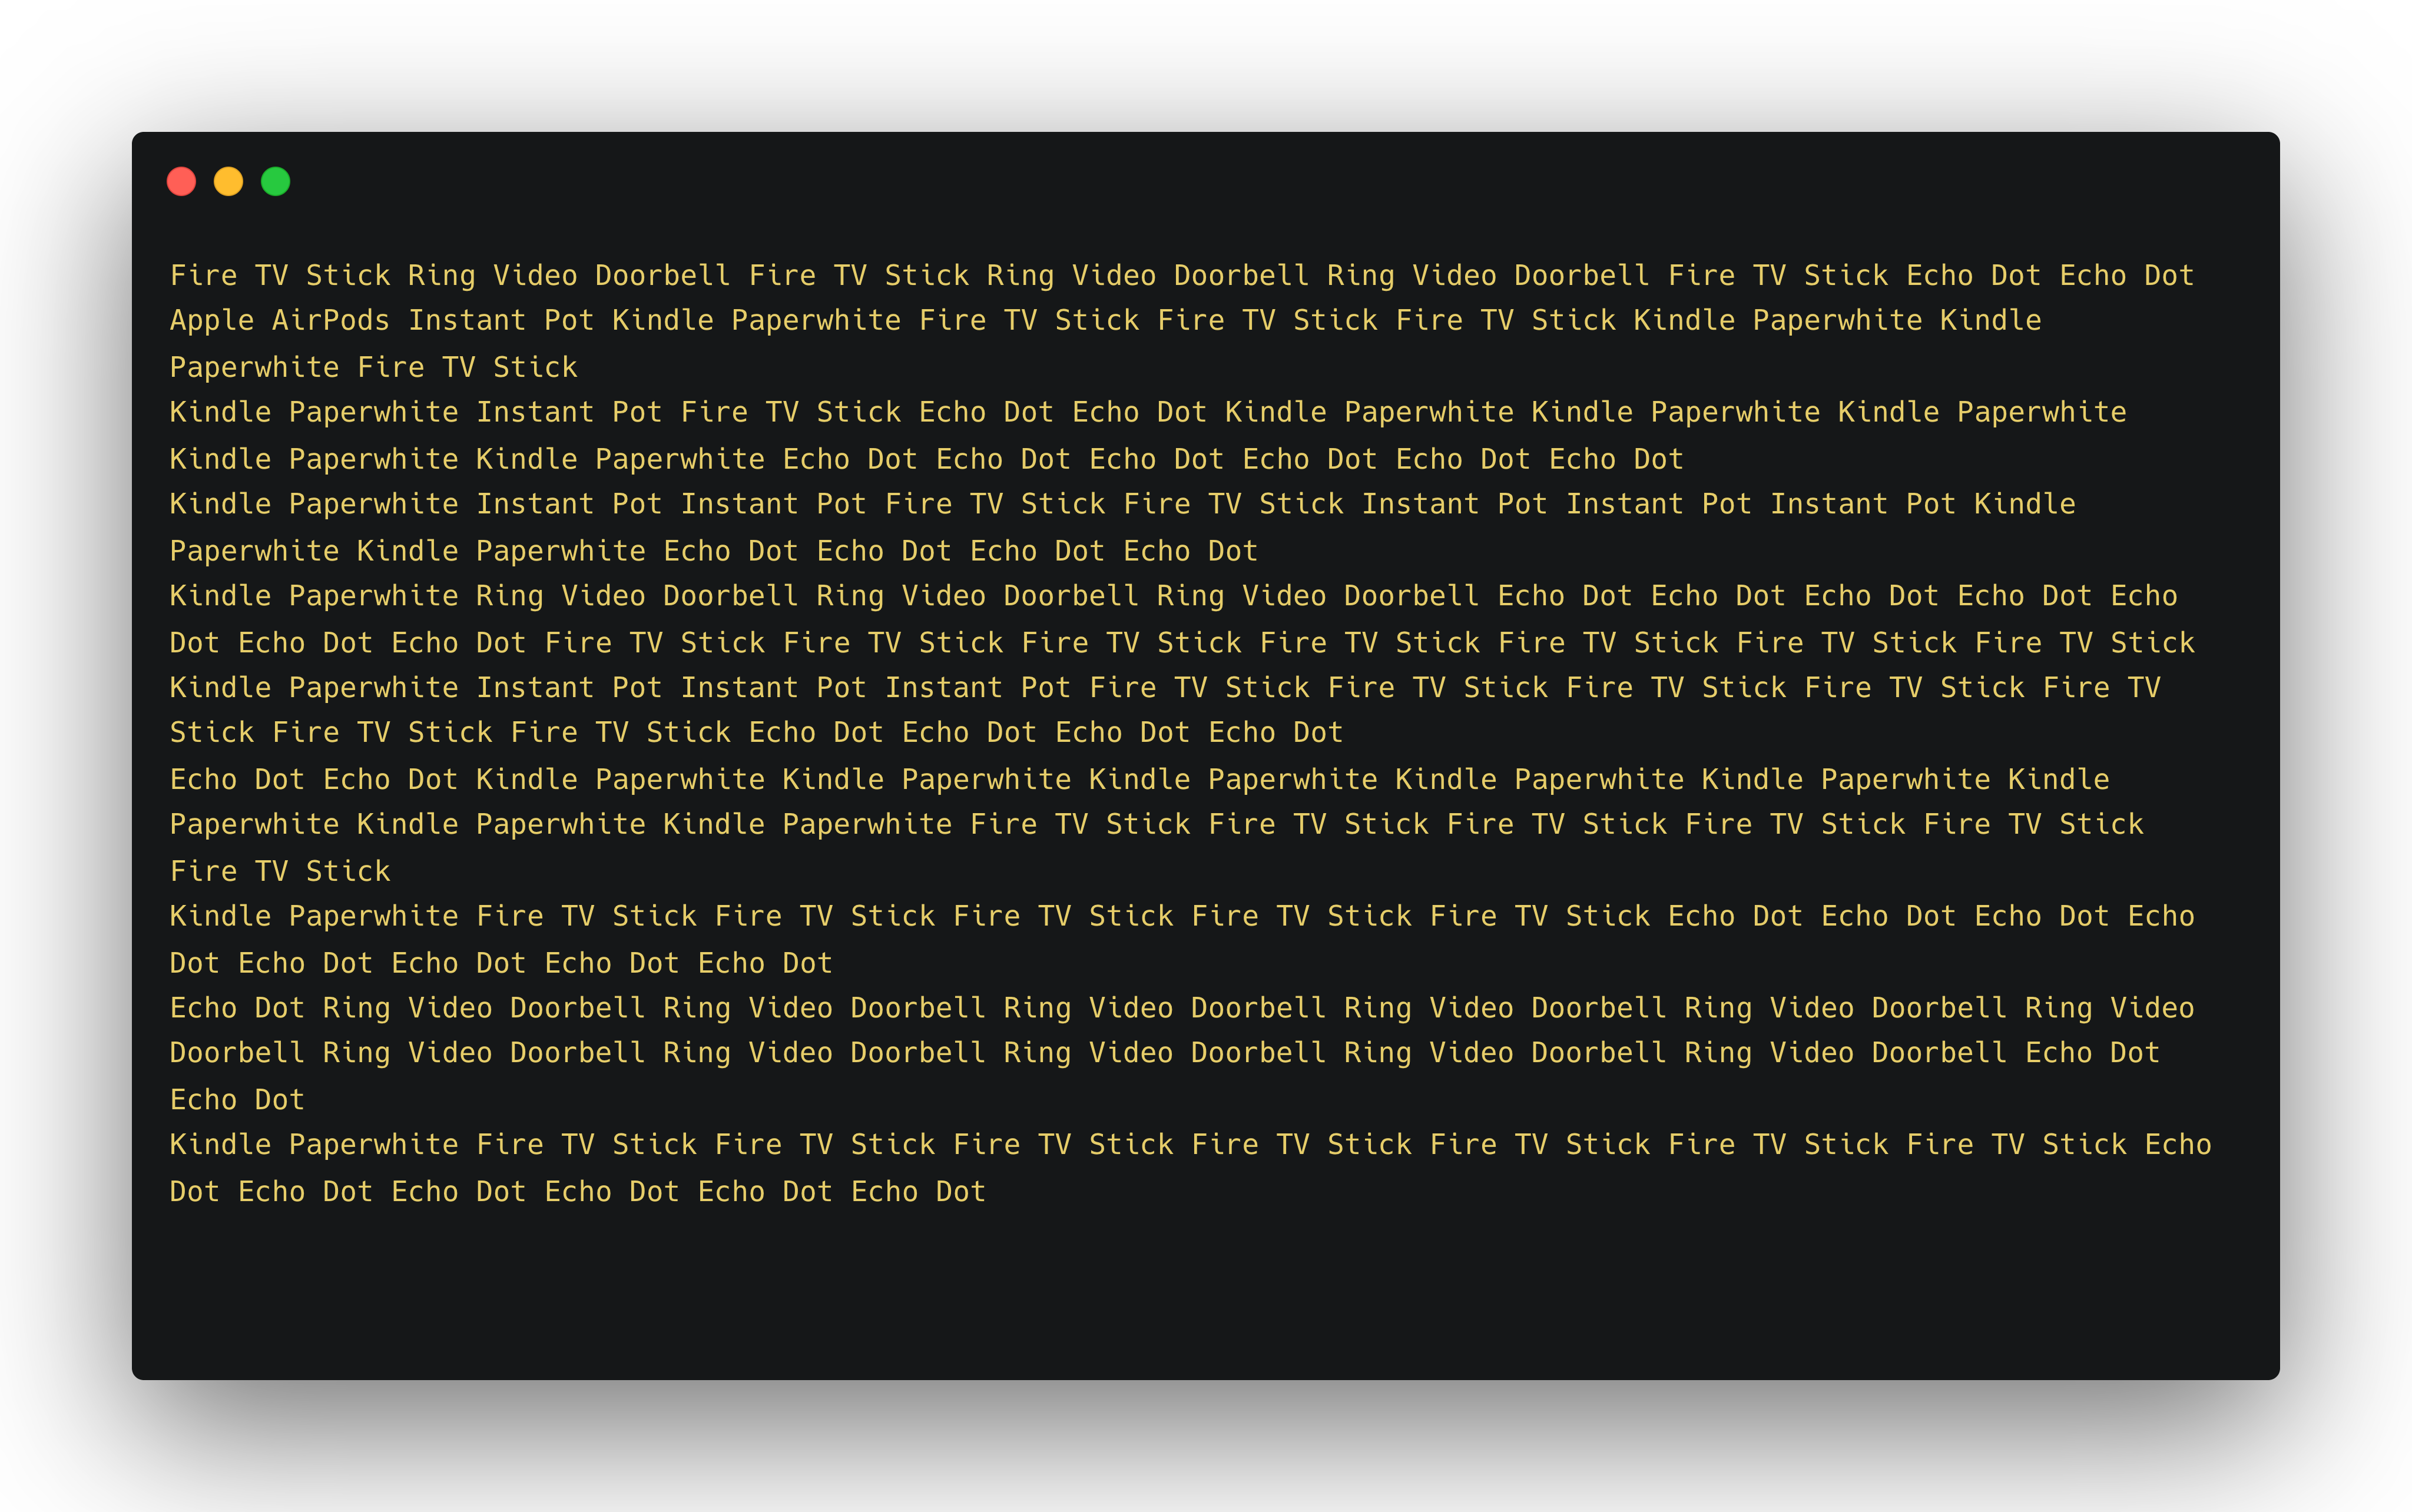 Fire TV Stick Ring Video Doorbell Fire TV Stick Ring Video Doorbell Ring Video Doorbell Fire TV Stick Echo Dot Echo Dot
Apple AirPods Instant Pot Kindle Paperwhite Fire TV Stick Fire TV Stick Fire TV Stick Kindle Paperwhite Kindle
Paperwhite Fire TV Stick
Kindle Paperwhite Instant Pot Fire TV Stick Echo Dot Echo Dot Kindle Paperwhite Kindle Paperwhite Kindle Paperwhite
Kindle Paperwhite Kindle Paperwhite Echo Dot Echo Dot Echo Dot Echo Dot Echo Dot Echo Dot
Kindle Paperwhite Instant Pot Instant Pot Fire TV Stick Fire TV Stick Instant Pot Instant Pot Instant Pot Kindle
Paperwhite Kindle Paperwhite Echo Dot Echo Dot Echo Dot Echo Dot
Kindle Paperwhite Ring Video Doorbell Ring Video Doorbell Ring Video Doorbell Echo Dot Echo Dot Echo Dot Echo Dot Echo
Dot Echo Dot Echo Dot Fire TV Stick Fire TV Stick Fire TV Stick Fire TV Stick Fire TV Stick Fire TV Stick Fire TV Stick
Kindle Paperwhite Instant Pot Instant Pot Instant Pot Fire TV Stick Fire TV Stick Fire TV Stick Fire TV Stick Fire TV
Stick Fire TV Stick Fire TV Stick Echo Dot Echo Dot Echo Dot Echo Dot
Echo Dot Echo Dot Kindle Paperwhite Kindle Paperwhite Kindle Paperwhite Kindle Paperwhite Kindle Paperwhite Kindle
Paperwhite Kindle Paperwhite Kindle Paperwhite Fire TV Stick Fire TV Stick Fire TV Stick Fire TV Stick Fire TV Stick
Fire TV Stick
Kindle Paperwhite Fire TV Stick Fire TV Stick Fire TV Stick Fire TV Stick Fire TV Stick Echo Dot Echo Dot Echo Dot Echo
Dot Echo Dot Echo Dot Echo Dot Echo Dot
Echo Dot Ring Video Doorbell Ring Video Doorbell Ring Video Doorbell Ring Video Doorbell Ring Video Doorbell Ring Video
Doorbell Ring Video Doorbell Ring Video Doorbell Ring Video Doorbell Ring Video Doorbell Ring Video Doorbell Echo Dot
Echo Dot
Kindle Paperwhite Fire TV Stick Fire TV Stick Fire TV Stick Fire TV Stick Fire TV Stick Fire TV Stick Fire TV Stick Echo
Dot Echo Dot Echo Dot Echo Dot Echo Dot Echo Dot